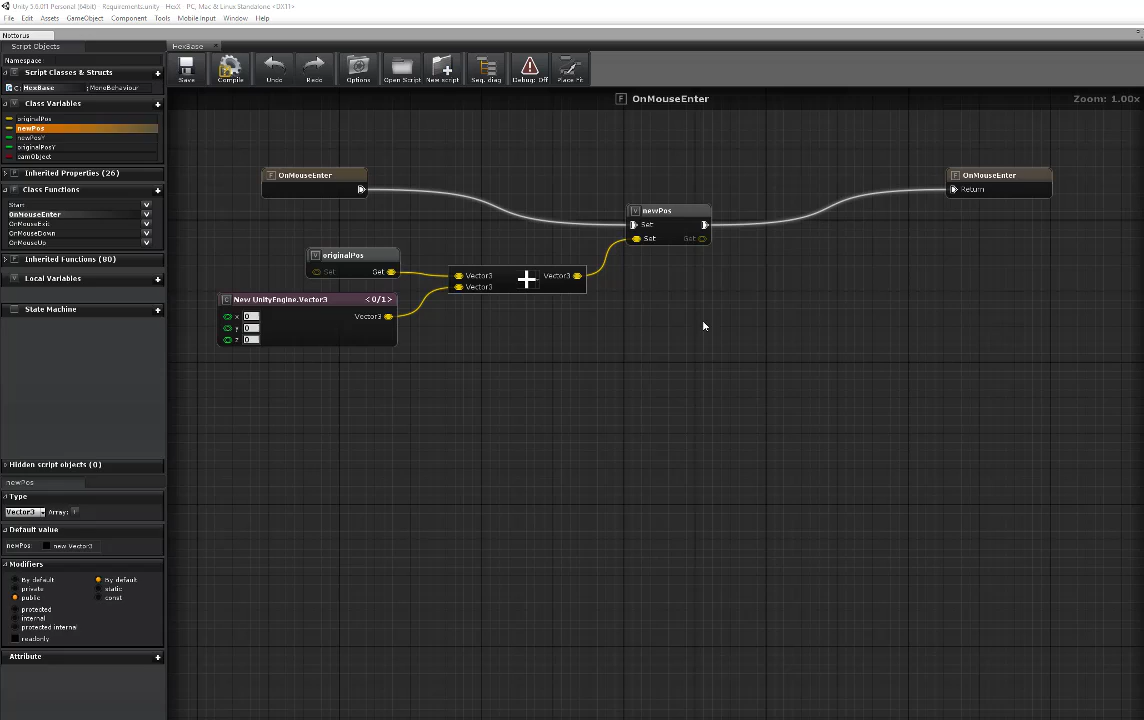 Unity 5.6.0f1 Personal (64bit) - Requirements.unity - HexX - PC, Mac & Linux Standalone <DX11>
File Edit Assets GameObject Component Tools Mobile Input Window Help
Nottorus
Script Objects
HexBase
Namespace:
Script Classes & Structs +
C: HexBase : MonoBehaviour
Class Variables +
originalPos
newPos
newPosY
originalPosY
camObject
Inherited Properties (26)
Class Functions +
Start V
OnMouseEnter V
OnMouseExit V
OnMouseDown V
OnMouseUp V
Inherited Functions (80)
Local Variables +
State Machine
Hidden script objects (0)
newPos
Type
Vector3 Array:
Default value
newPos: new Vector3
Modifiers
By default By default
private static
public const
protected
internal
protected internal
readonly
Attribute +
Save Compile Undo Redo Options Open Script New script Seq. diag Debug: Off Place Fit
F OnMouseEnter
Zoom: 1.00x
F OnMouseEnter
V newPos
Set
Set Get
F OnMouseEnter
Return
V originalPos
Set Get
Vector3 + Vector3
Vector3
C New UnityEngine.Vector3 <0/1>
x 0 Vector3
y 0
z 0